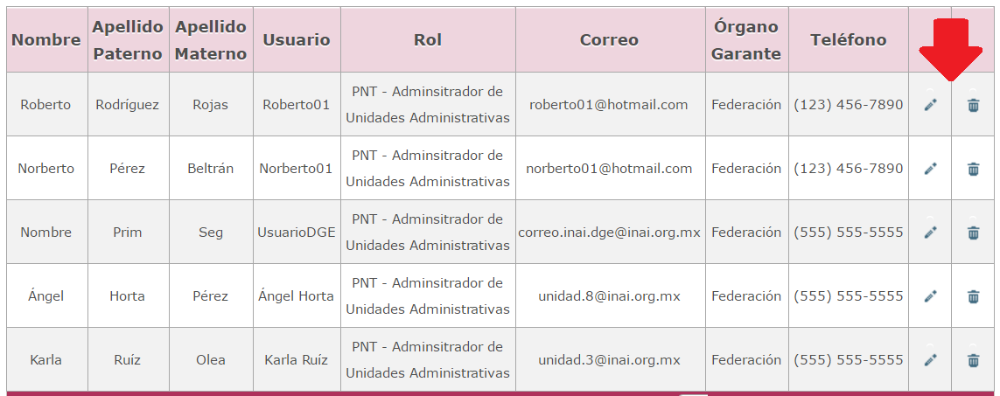 Nombre Apellido Paterno Apellido Materno Usuario Rol Correo Órgano Garante Teléfono
Roberto Rodríguez Rojas Roberto01 PNT - Adminsitrador de Unidades Administrativas roberto01@hotmail.com Federación (123) 456-7890
Norberto Pérez Beltrán Norberto01 PNT - Adminsitrador de Unidades Administrativas norberto01@hotmail.com Federación (123) 456-7890
Nombre Prim Seg UsuarioDGE PNT - Adminsitrador de Unidades Administrativas correo.inai.dge@inai.org.mx Federación (555) 555-5555
Ángel Horta Pérez Ángel Horta PNT - Adminsitrador de Unidades Administrativas unidad.8@inai.org.mx Federación (555) 555-5555
Karla Ruíz Olea Karla Ruíz PNT - Adminsitrador de Unidades Administrativas unidad.3@inai.org.mx Federación (555) 555-5555